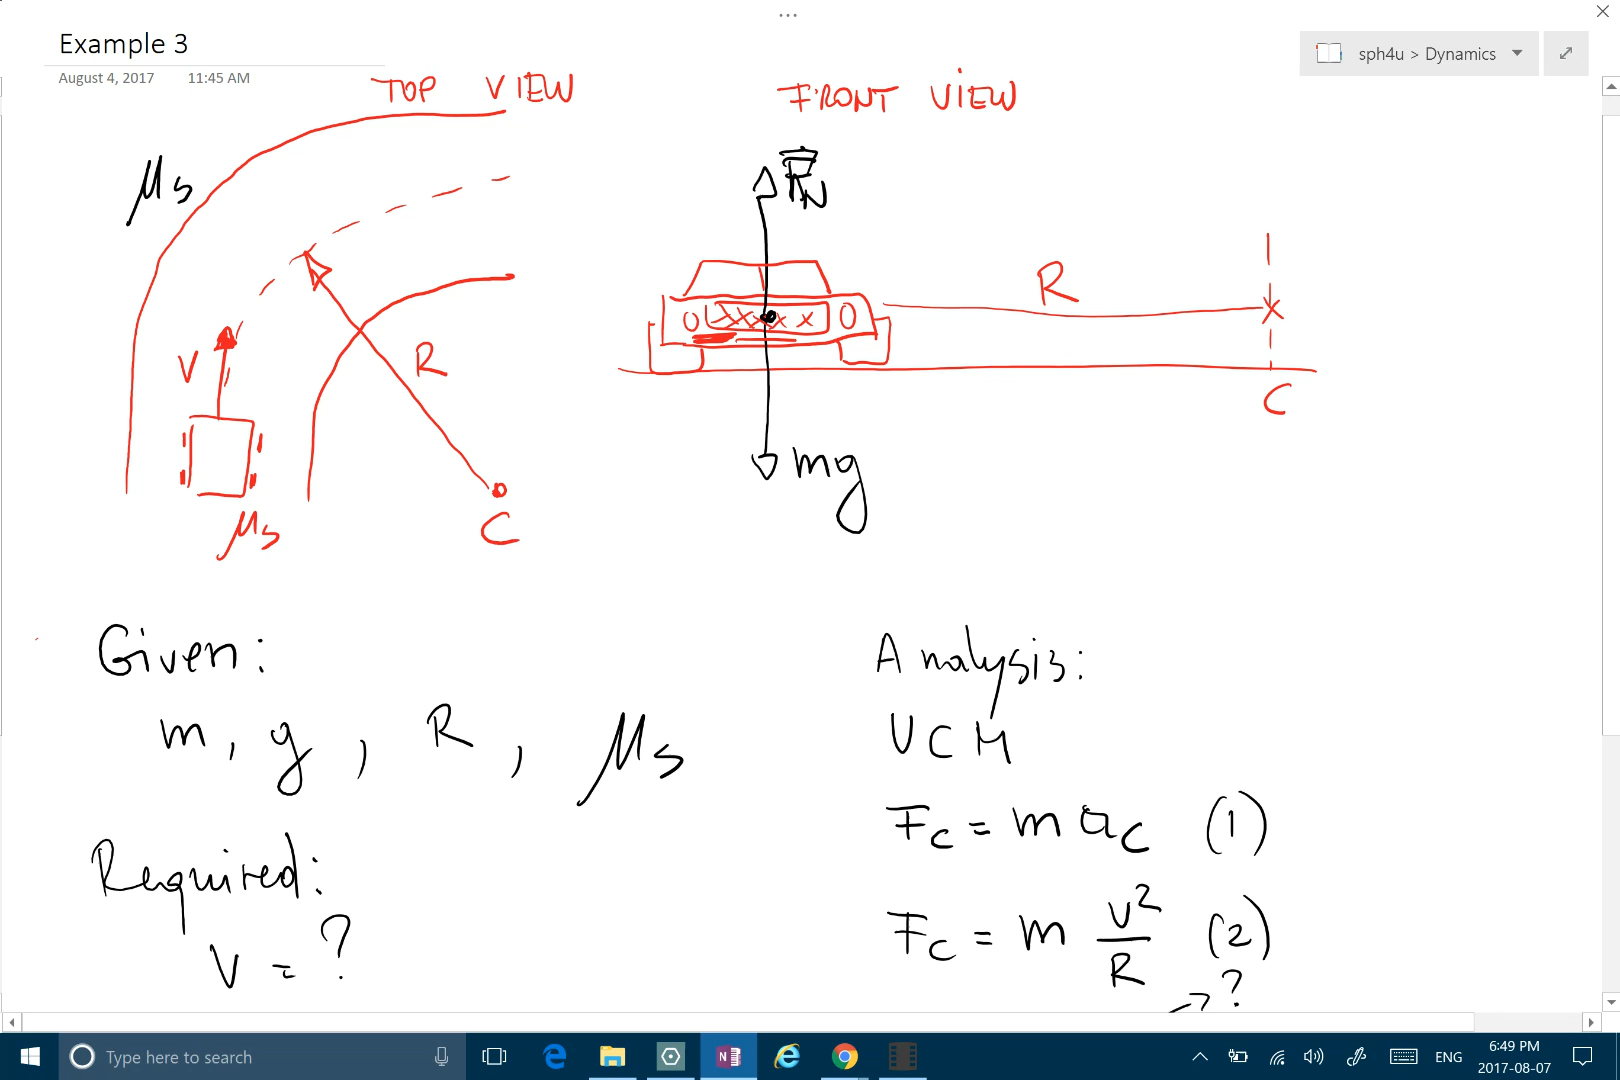 Example 3
August 4, 2017 11:45 AM
sph4u > Dynamics
TOP VIEW
FRONT VIEW
μs
F_N
R
V
R
C
mg
μs
C
Given:
m, g, R, μs
Required:
V = ?
Analysis:
UCM
Fc = m ac (1)
Fc = m v²/R (2)
→ ?
Type here to search
ENG
6:49 PM
2017-08-07